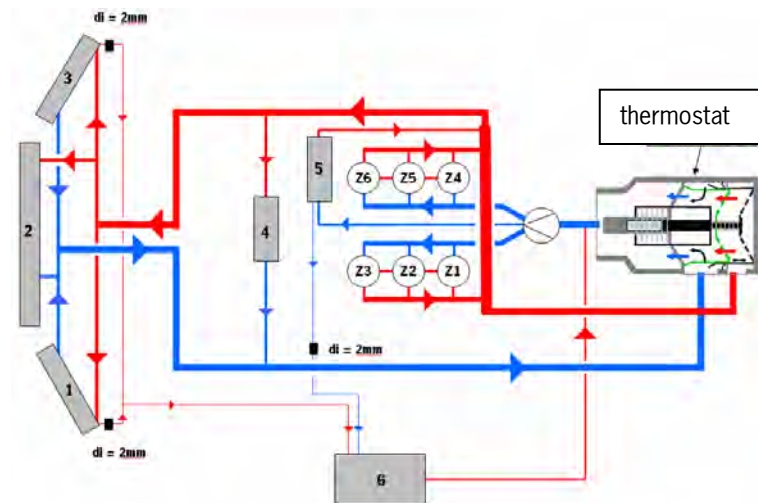 di = 2mm
3
thermostat
5
Z6 Z5 Z4
2
4
Z3 Z2 Z1
di = 2mm
1
di = 2mm
6